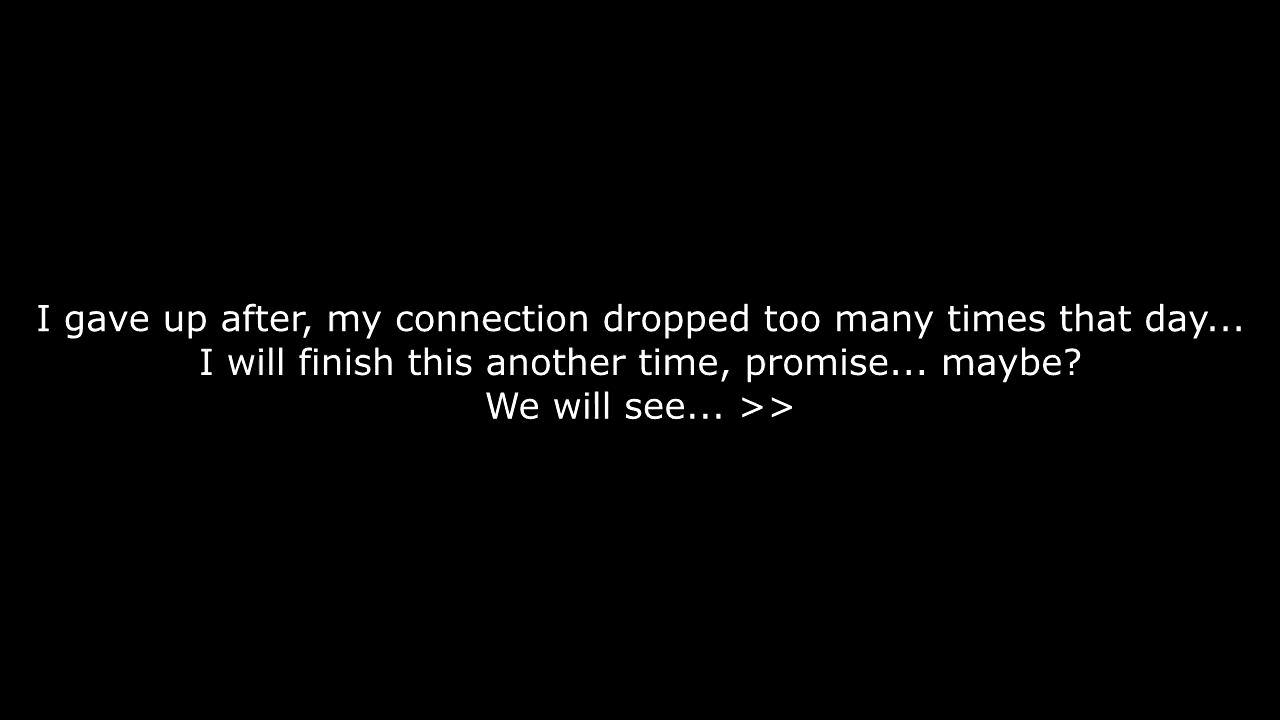 I gave up after, my connection dropped too many times that day...
I will finish this another time, promise... maybe?
We will see... >>